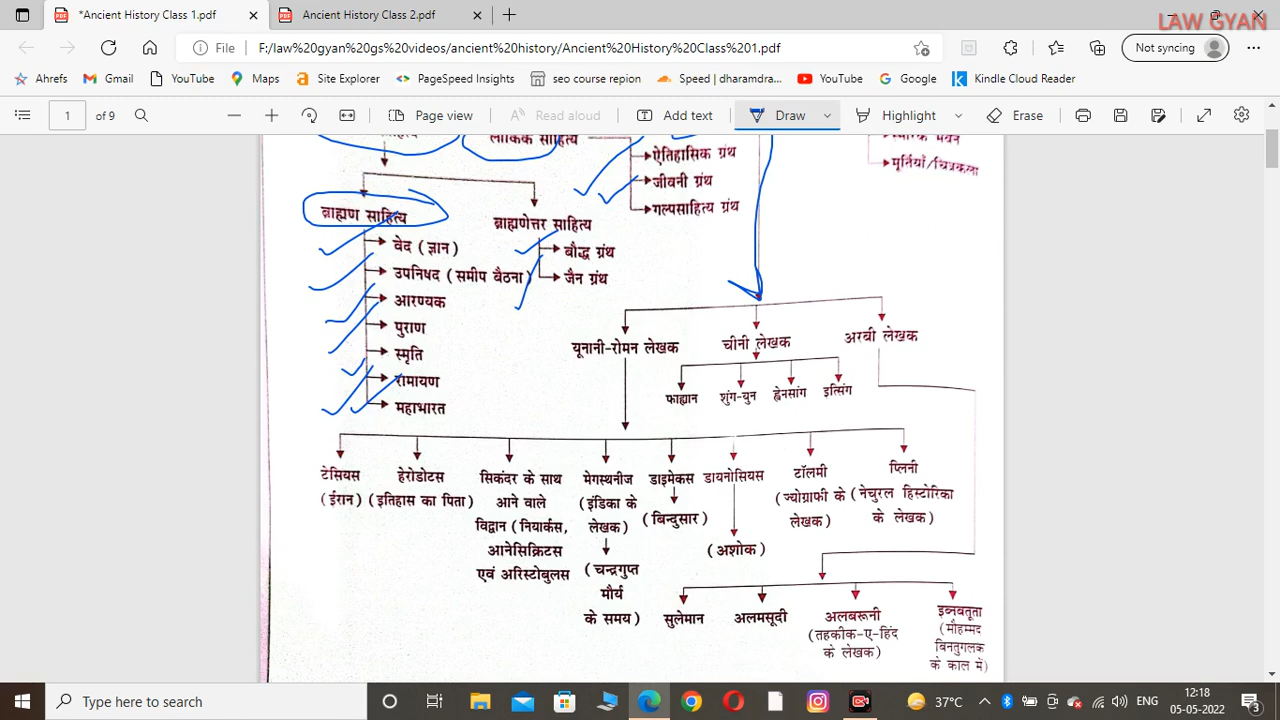 *Ancient History Class 1.pdf
Ancient History Class 2.pdf
LAW GYAN
File
F:/law%20gyan%20gs%20videos/ancient%20history/Ancient%20History%20Class%201.pdf
Not syncing
Ahrefs
Gmail
YouTube
Maps
Site Explorer
PageSpeed Insights
seo course repion
Speed | dharamdra...
YouTube
Google
Kindle Cloud Reader
1 of 9
Page view
Read aloud
Add text
Draw
Highlight
Erase
लौकिक साहित्य
ऐतिहासिक ग्रंथ
जीवनी ग्रंथ
गल्पसाहित्य ग्रंथ
मूर्तियाँ/चित्रकला
ब्राह्मण साहित्य
ब्राह्मणेत्तर साहित्य
वेद (ज्ञान)
उपनिषद (समीप बैठना)
आरण्यक
पुराण
स्मृति
रामायण
महाभारत
बौद्ध ग्रंथ
जैन ग्रंथ
यूनानी-रोमन लेखक
चीनी लेखक
अरबी लेखक
फाह्यान
शुंग-युन
ह्वेनसांग
इत्सिंग
टेसियस
(ईरान)
हेरोडोटस
(इतिहास का पिता)
सिकंदर के साथ
आने वाले
विद्वान (नियार्कस,
आनेसिक्रिटस
एवं अरिस्टोबुलस
मेगस्थनीज
(इंडिका के
लेखक)
(चन्द्रगुप्त
मौर्य
के समय)
डाइमेकस
(बिन्दुसार)
डायनोसियस
(अशोक)
टॉलमी
(ज्योग्राफी के
लेखक)
प्लिनी
(नेचुरल हिस्टोरिका
के लेखक)
सुलेमान
अलमसूदी
अलबरूनी
(तहकीक-ए-हिंद
के लेखक)
इब्नबतूता
(मौहम्मद
बिनतुगलक
के काल में)
Type here to search
37°C
ENG
12:18
05-05-2022
3